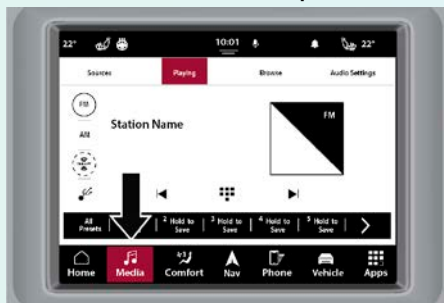 22° 10:01 22°
Sources Playing Browse Audio Settings
FM
FM
Station Name
AM
All Presets 2 Hold to Save 3 Hold to Save 4 Hold to Save 5 Hold to Save
Home Media Comfort Nav Phone Vehicle Apps